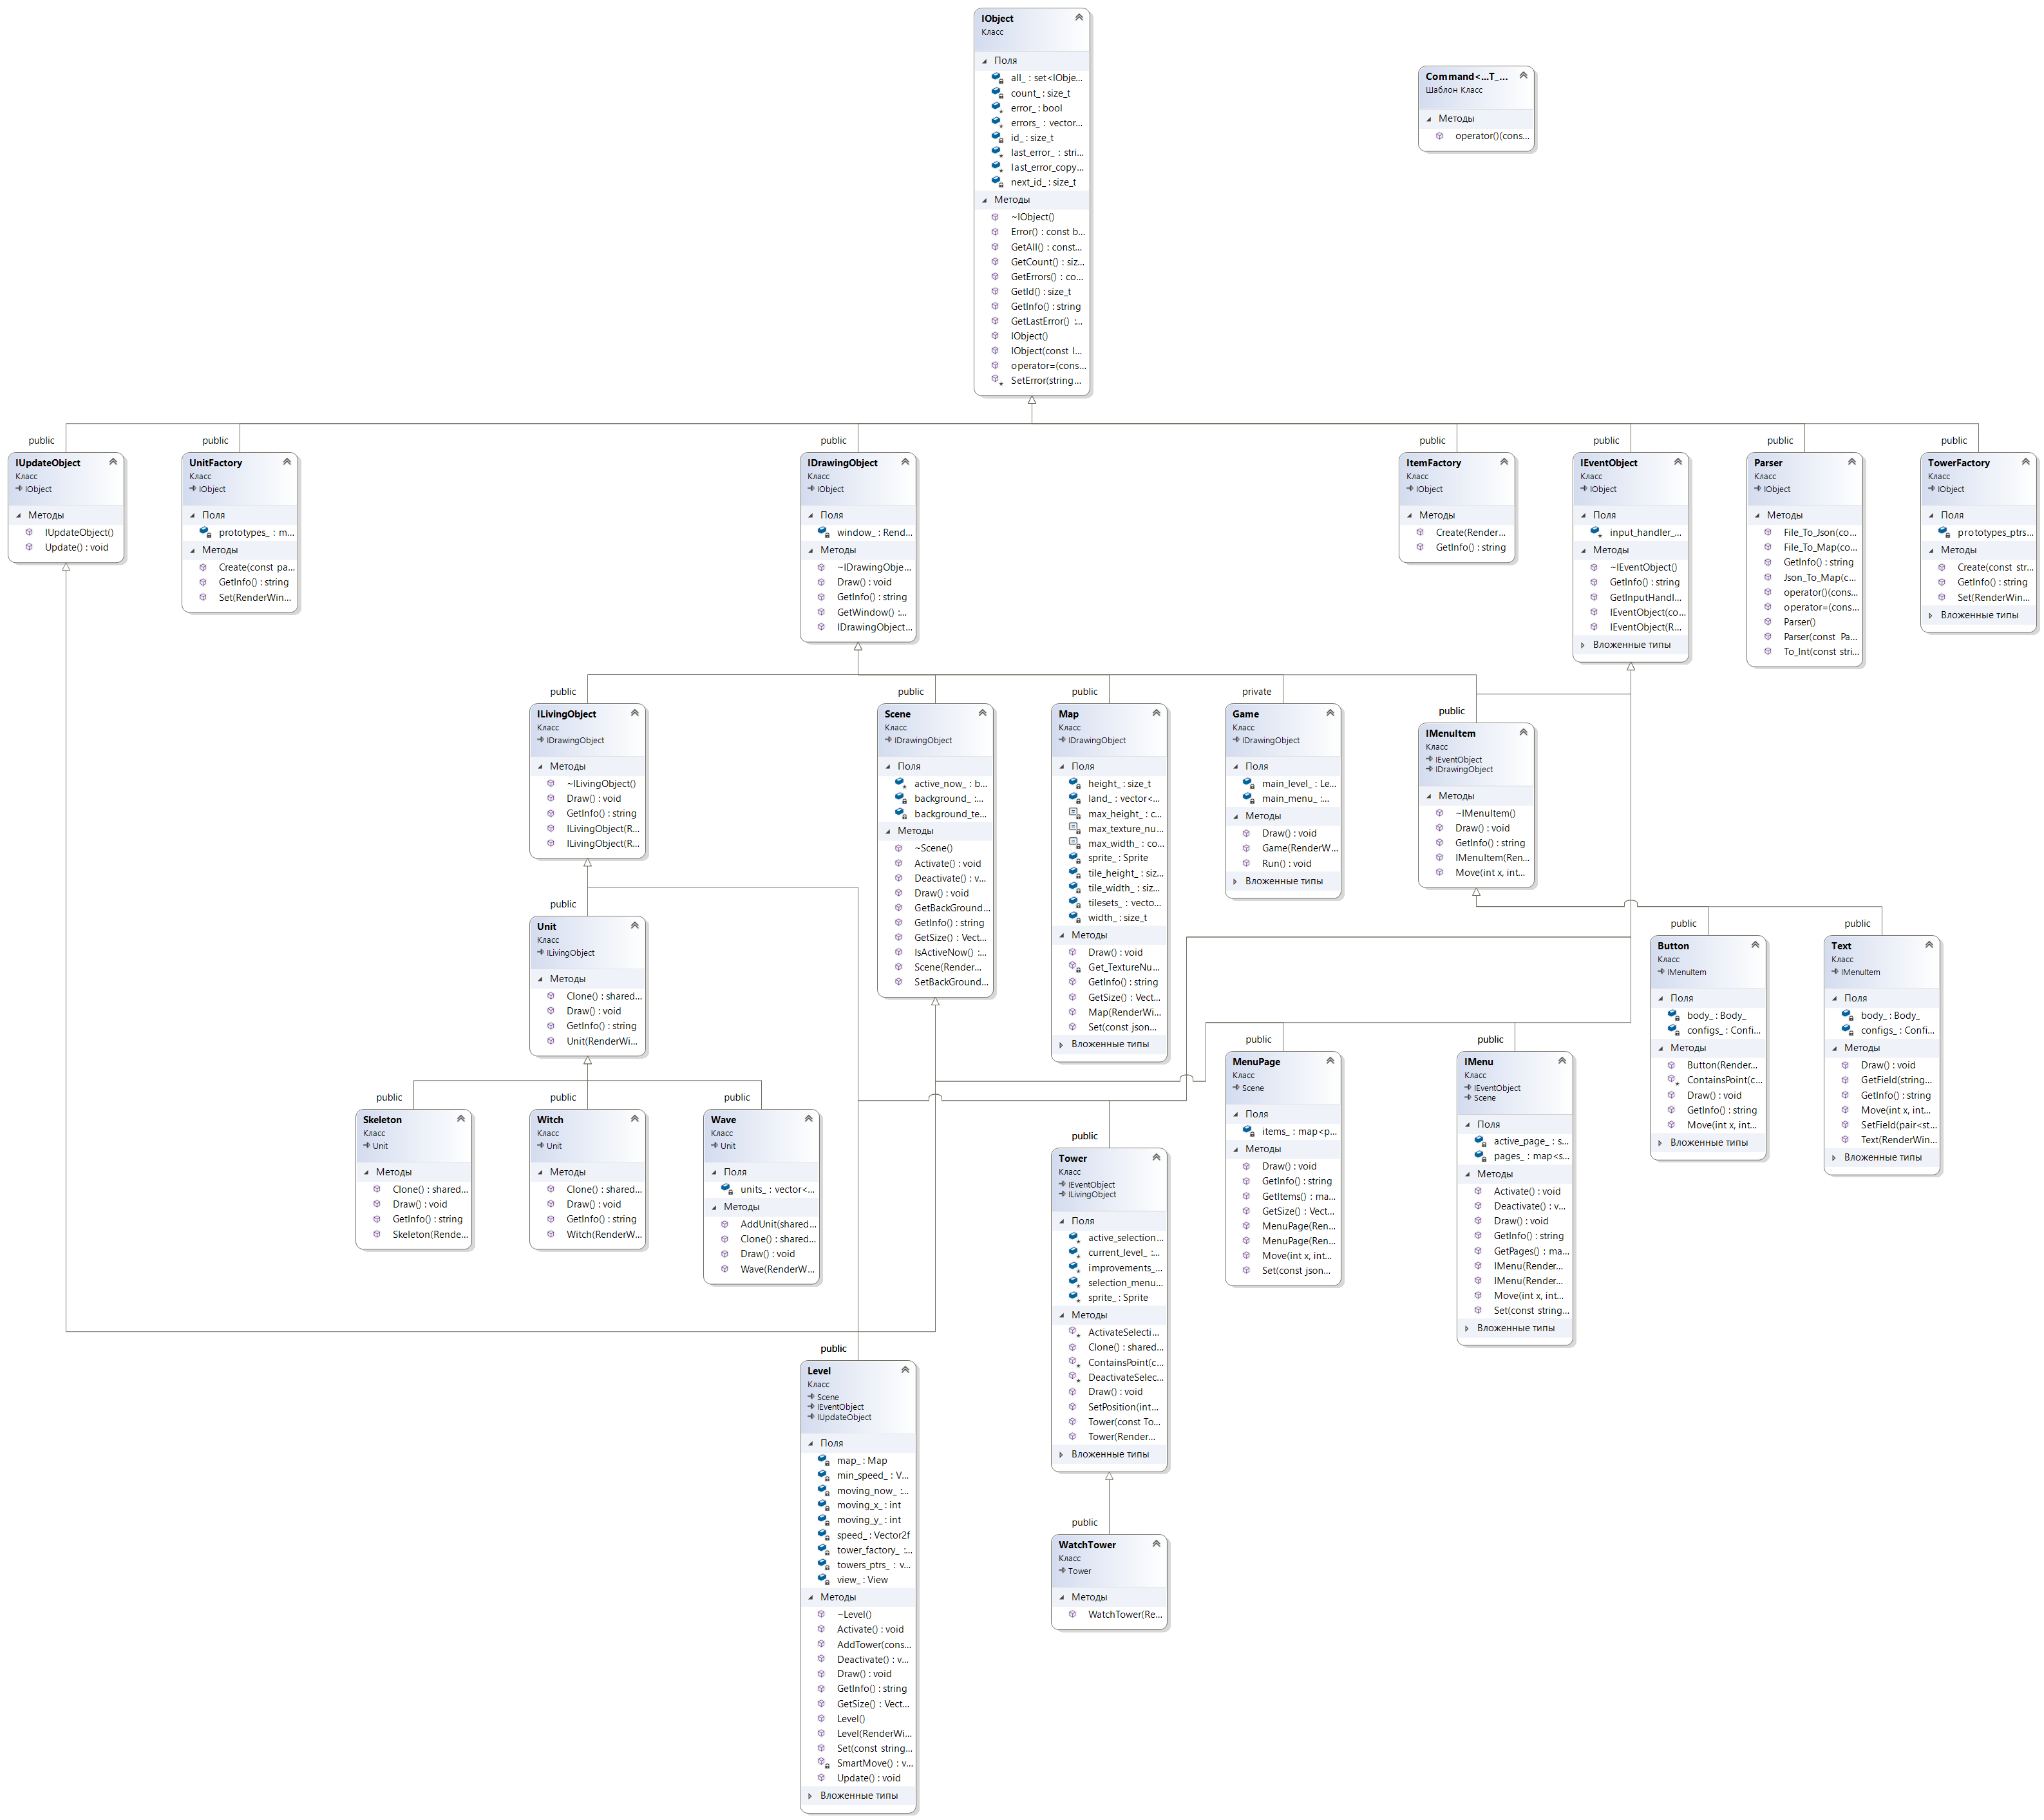 IObject
Класс
Поля
all_ : set<IObje...
count_ : size_t
error_ : bool
errors_ : vector...
id_ : size_t
last_error_ : stri...
last_error_copy...
next_id_ : size_t
Методы
~IObject()
Error() : const b...
GetAll() : const...
GetCount() : siz...
GetErrors() : co...
GetId() : size_t
GetInfo() : string
GetLastError() :...
IObject()
IObject(const I...
operator=(cons...
SetError(string...
Command<...T_...
Шаблон Класс
Методы
operator()(cons...
public
IUpdateObject
Класс
IObject
Методы
IUpdateObject()
Update() : void
public
UnitFactory
Класс
IObject
Поля
prototypes_ : m...
Методы
Create(const pa...
GetInfo() : string
Set(RenderWin...
public
IDrawingObject
Класс
IObject
Поля
window_ : Rend...
Методы
~IDrawingObje...
Draw() : void
GetInfo() : string
GetWindow() :...
IDrawingObject...
public
ItemFactory
Класс
IObject
Методы
Create(Render...
GetInfo() : string
public
IEventObject
Класс
IObject
Поля
input_handler_...
Методы
~IEventObject()
GetInfo() : string
GetInputHandl...
IEventObject(co...
IEventObject(R...
Вложенные типы
public
Parser
Класс
IObject
Методы
File_To_Json(co...
File_To_Map(co...
GetInfo() : string
Json_To_Map(c...
operator()(cons...
operator=(cons...
Parser()
Parser(const Pa...
To_Int(const stri...
public
TowerFactory
Класс
IObject
Поля
prototypes_ptrs...
Методы
Create(const str...
GetInfo() : string
Set(RenderWin...
Вложенные типы
public
ILivingObject
Класс
IDrawingObject
Методы
~ILivingObject()
Draw() : void
GetInfo() : string
ILivingObject(R...
ILivingObject(R...
public
Scene
Класс
IDrawingObject
Поля
active_now_ : b...
background_ :...
background_te...
Методы
~Scene()
Activate() : void
Deactivate() : v...
Draw() : void
GetBackGround...
GetInfo() : string
GetSize() : Vect...
IsActiveNow() :...
Scene(Render...
SetBackGround...
public
Map
Класс
IDrawingObject
Поля
height_ : size_t
land_ : vector<...
max_height_ : c...
max_texture_nu...
max_width_ : co...
sprite_ : Sprite
tile_height_ : siz...
tile_width_ : siz...
tilesets_ : vecto...
width_ : size_t
Методы
Draw() : void
Get_TextureNu...
GetInfo() : string
GetSize() : Vect...
Map(RenderWi...
Set(const json...
Вложенные типы
private
Game
Класс
IDrawingObject
Поля
main_level_ : Le...
main_menu_ :...
Методы
Draw() : void
Game(RenderW...
Run() : void
Вложенные типы
public
IMenuItem
Класс
IEventObject
IDrawingObject
Методы
~IMenuItem()
Draw() : void
GetInfo() : string
IMenuItem(Ren...
Move(int x, int...
public
Unit
Класс
ILivingObject
Методы
Clone() : shared...
Draw() : void
GetInfo() : string
Unit(RenderWi...
public
Button
Класс
IMenuItem
Поля
body_ : Body_
configs_ : Confi...
Методы
Button(Render...
ContainsPoint(c...
Draw() : void
GetInfo() : string
Move(int x, int...
Вложенные типы
public
Text
Класс
IMenuItem
Поля
body_ : Body_
configs_ : Confi...
Методы
Draw() : void
GetField(string...
GetInfo() : string
Move(int x, int...
SetField(pair<st...
Text(RenderWin...
Вложенные типы
public
MenuPage
Класс
Scene
Поля
items_ : map<p...
Методы
Draw() : void
GetInfo() : string
GetItems() : ma...
GetSize() : Vect...
MenuPage(Ren...
MenuPage(Ren...
Move(int x, int...
Set(const json...
public
IMenu
Класс
IEventObject
Scene
Поля
active_page_ : s...
pages_ : map<s...
Методы
Activate() : void
Deactivate() : v...
Draw() : void
GetInfo() : string
GetPages() : ma...
IMenu(Render...
IMenu(Render...
Move(int x, int...
Set(const string...
Вложенные типы
public
Skeleton
Класс
Unit
Методы
Clone() : shared...
Draw() : void
GetInfo() : string
Skeleton(Rende...
public
Witch
Класс
Unit
Методы
Clone() : shared...
Draw() : void
GetInfo() : string
Witch(RenderW...
public
Wave
Класс
Unit
Поля
units_ : vector<...
Методы
AddUnit(shared...
Clone() : shared...
Draw() : void
Wave(RenderW...
public
Tower
Класс
IEventObject
ILivingObject
Поля
active_selection...
current_level_ :...
improvements_...
selection_menu...
sprite_ : Sprite
Методы
ActivateSelecti...
Clone() : shared...
ContainsPoint(c...
DeactivateSelec...
Draw() : void
SetPosition(int...
Tower(const To...
Tower(Render...
Вложенные типы
public
Level
Класс
Scene
IEventObject
IUpdateObject
Поля
map_ : Map
min_speed_ : V...
moving_now_ :...
moving_x_ : int
moving_y_ : int
speed_ : Vector2f
tower_factory_ :...
towers_ptrs_ : v...
view_ : View
Методы
~Level()
Activate() : void
AddTower(cons...
Deactivate() : v...
Draw() : void
GetInfo() : string
GetSize() : Vect...
Level()
Level(RenderWi...
Set(const string...
SmartMove() : v...
Update() : void
Вложенные типы
public
WatchTower
Класс
Tower
Методы
WatchTower(Re...